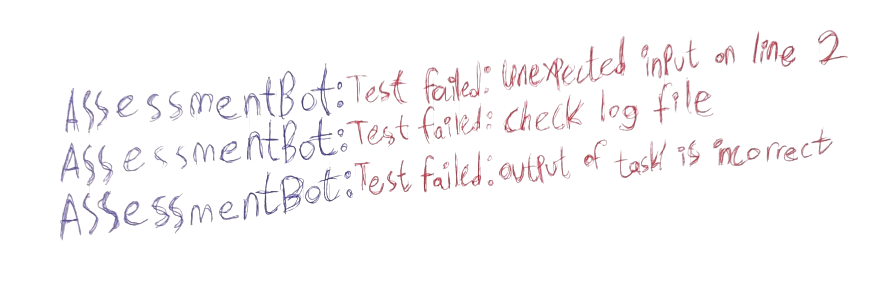 AssessmentBot:Test failed: unexpected input on line 2
AssessmentBot:Test failed: check log file
AssessmentBot:Test failed: output of task1 is incorrect